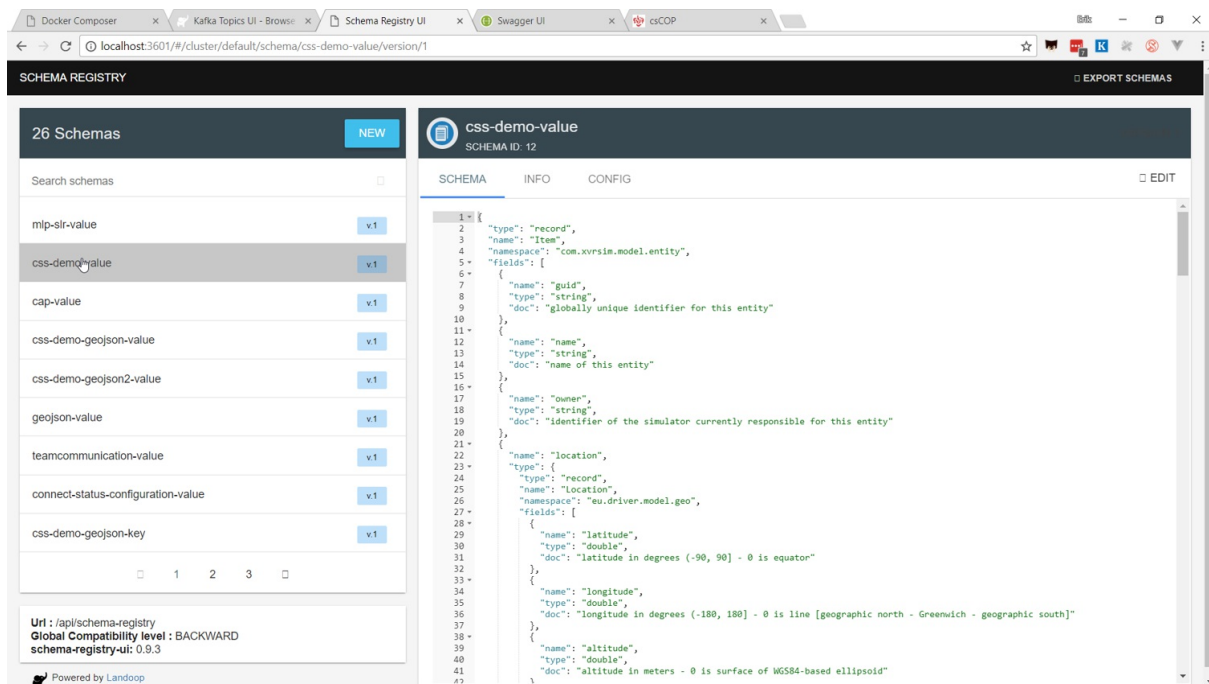 Docker Composer
Kafka Topics UI - Browse
Schema Registry UI
Swagger UI
csCOP
Erik
localhost:3601/#/cluster/default/schema/css-demo-value/version/1
7
K
SCHEMA REGISTRY
EXPORT SCHEMAS
26 Schemas
NEW
Search schemas
mlp-slr-value
v.1
css-demo-value
v.1
cap-value
v.1
css-demo-geojson-value
v.1
css-demo-geojson2-value
v.1
geojson-value
v.1
teamcommunication-value
v.1
connect-status-configuration-value
v.1
css-demo-geojson-key
v.1
1 2 3
Url : /api/schema-registry
Global Compatibility level : BACKWARD
schema-registry-ui: 0.9.3
Powered by Landoop
css-demo-value
SCHEMA ID: 12
SCHEMA INFO CONFIG
EDIT
1 {
2 "type": "record",
3 "name": "Item",
4 "namespace": "com.xvrsim.model.entity",
5 "fields": [
6 {
7 "name": "guid",
8 "type": "string",
9 "doc": "globally unique identifier for this entity"
10 },
11 {
12 "name": "name",
13 "type": "string",
14 "doc": "name of this entity"
15 },
16 {
17 "name": "owner",
18 "type": "string",
19 "doc": "identifier of the simulator currently responsible for this entity"
20 },
21 {
22 "name": "location",
23 "type": {
24 "type": "record",
25 "name": "Location",
26 "namespace": "eu.driver.model.geo",
27 "fields": [
28 {
29 "name": "latitude",
30 "type": "double",
31 "doc": "latitude in degrees (-90, 90] - 0 is equator"
32 },
33 {
34 "name": "longitude",
35 "type": "double",
36 "doc": "longitude in degrees (-180, 180] - 0 is line [geographic north - Greenwich - geographic south]"
37 },
38 {
39 "name": "altitude",
40 "type": "double",
41 "doc": "altitude in meters - 0 is surface of WGS84-based ellipsoid"
42 }